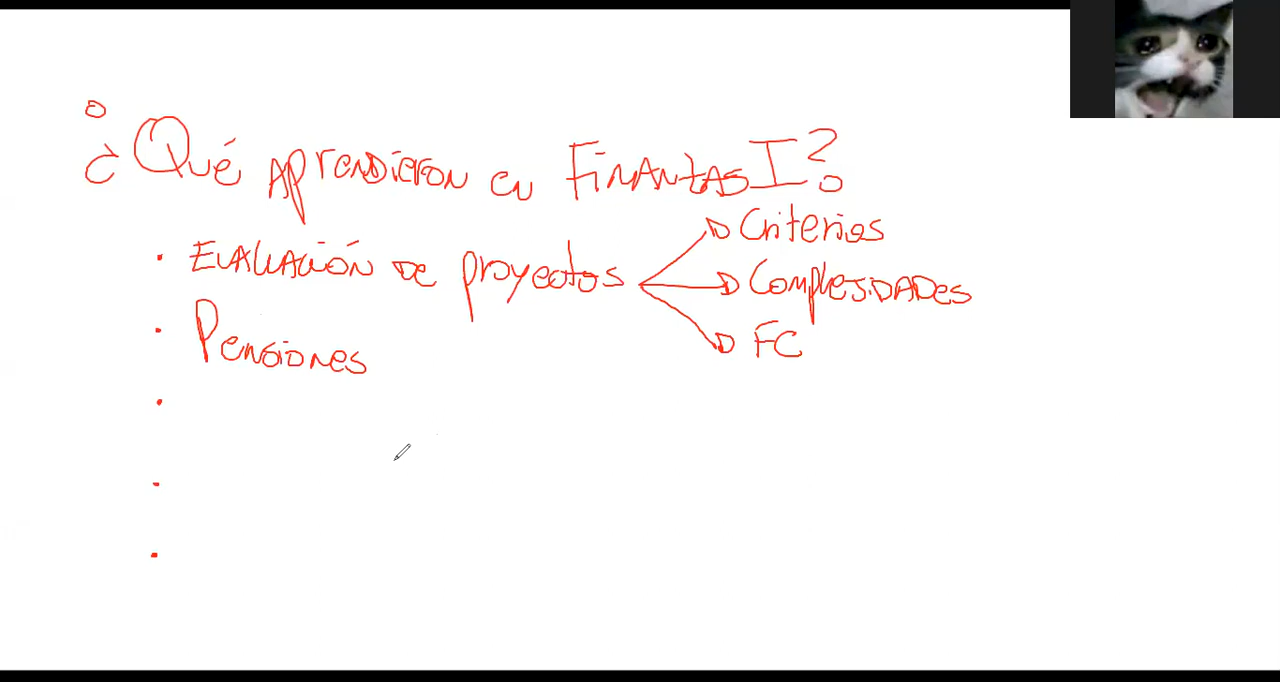 ¿Qué aprendieron en Finanzas I?
· Evaluación de proyectos
Criterios
Complejidades
FC
· Pensiones
·
·
·